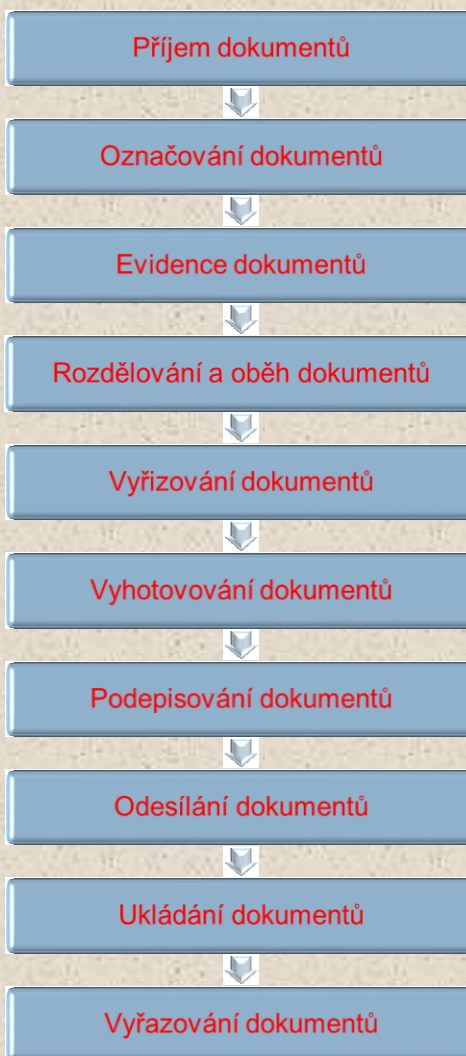 Příjem dokumentů
Označování dokumentů
Evidence dokumentů
Rozdělování a oběh dokumentů
Vyřizování dokumentů
Vyhotovování dokumentů
Podepisování dokumentů
Odesílání dokumentů
Ukládání dokumentů
Vyřazování dokumentů